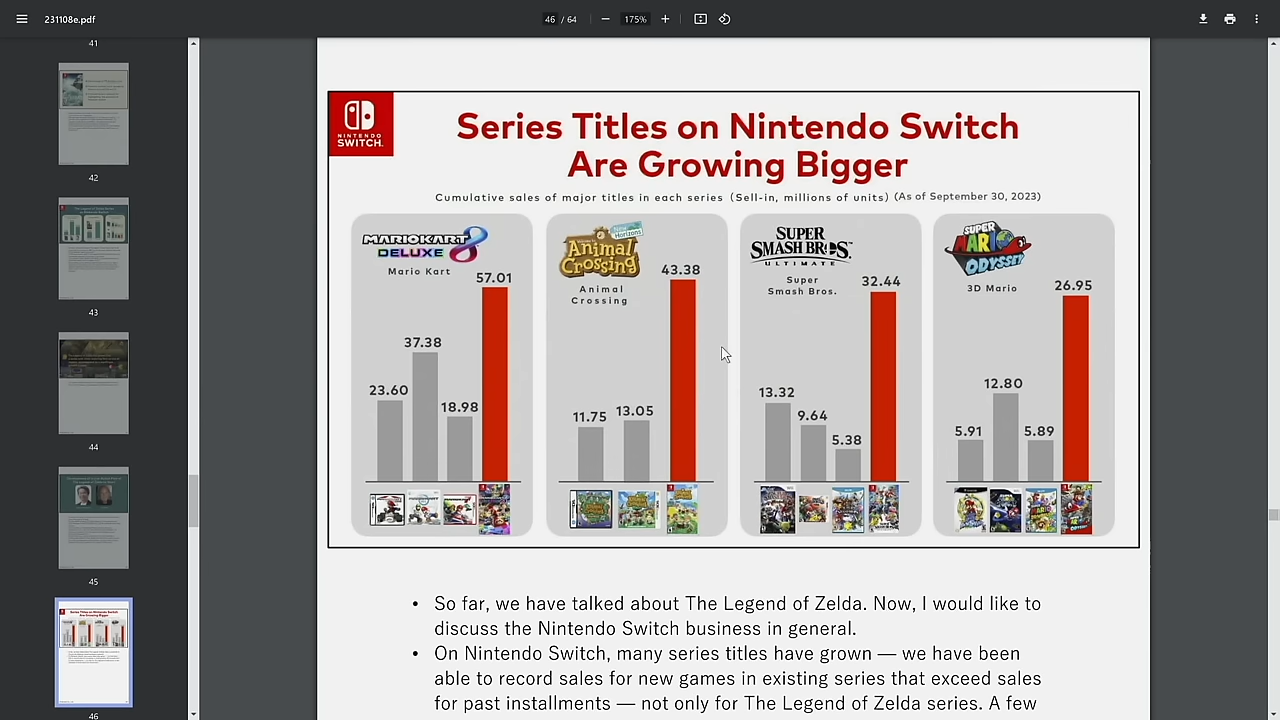 231108e.pdf
46 / 64
175%
41
42
43
44
45
46
NINTENDO
SWITCH.
Series Titles on Nintendo Switch
Are Growing Bigger
Cumulative sales of major titles in each series (Sell-in, millions of units) (As of September 30, 2023)
MARIOKART 8
DELUXE
Mario Kart
23.60
37.38
18.98
57.01
New Horizons
Animal
Crossing
Animal
Crossing
11.75
13.05
43.38
SUPER
SMASH BROS.
ULTIMATE
Super
Smash Bros.
13.32
9.64
5.38
32.44
SUPER
MARIO
ODYSSEY
3D Mario
5.91
12.80
5.89
26.95
• So far, we have talked about The Legend of Zelda. Now, I would like to
discuss the Nintendo Switch business in general.
• On Nintendo Switch, many series titles have grown — we have been
able to record sales for new games in existing series that exceed sales
for past installments — not only for The Legend of Zelda series. A few